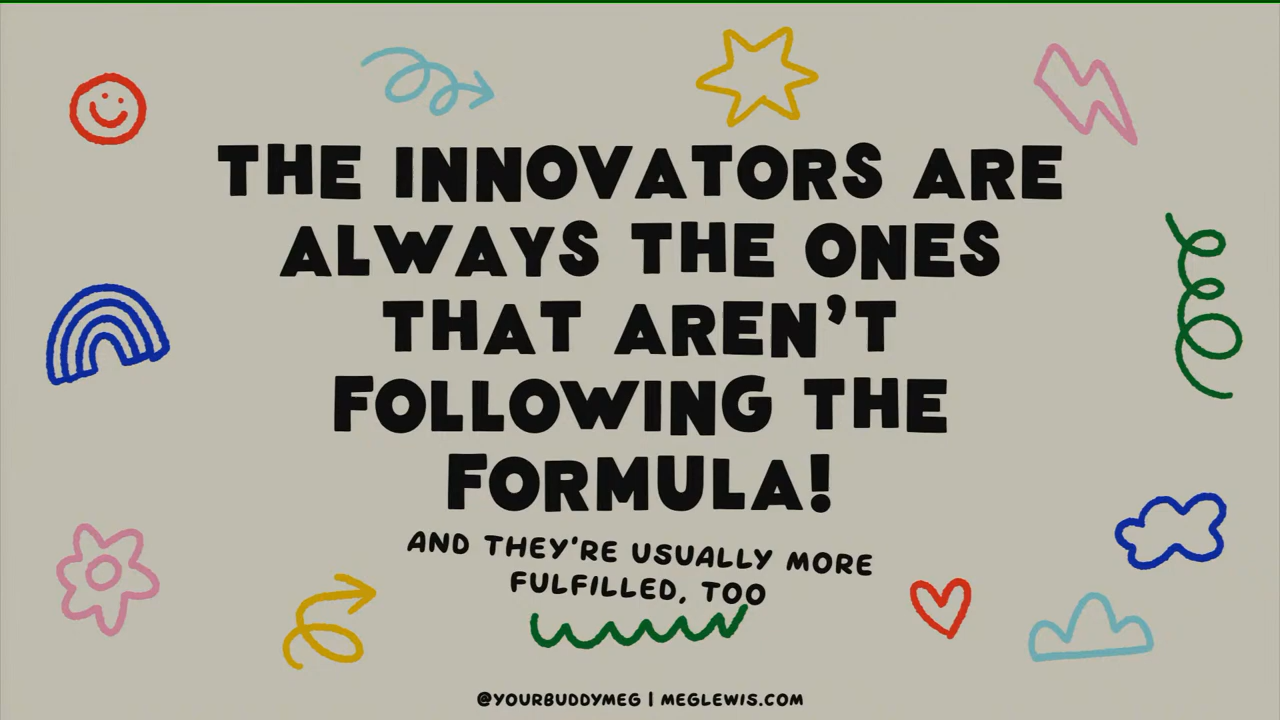 THE INNOVATORS ARE
ALWAYS THE ONES
THAT AREN'T
FOLLOWING THE
FORMULA!
AND THEY'RE USUALLY MORE
FULFILLED, TOO
@YOURBUDDYMEG | MEGLEWIS.COM